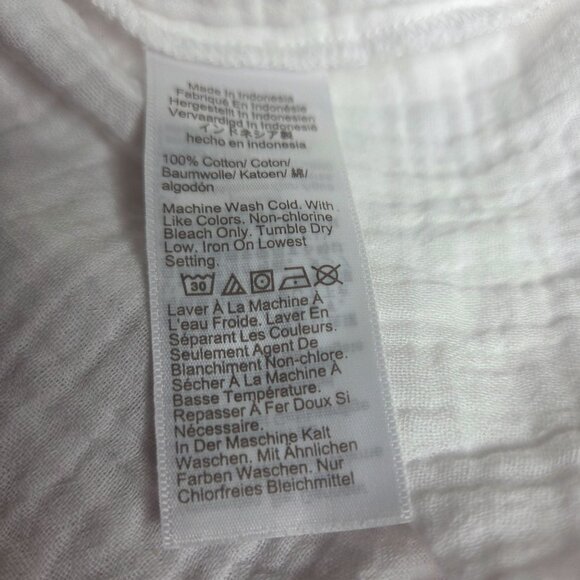 Made In Indonesia
Fabriqué En Indonésie
Hergestellt In Indonesien
Vervaardigd In Indonesië
インドネシア製
hecho en indonesia
100% Cotton/ Coton/
Baumwolle/ Katoen/ 綿/
algodón
Machine Wash Cold. With
Like Colors. Non-chlorine
Bleach Only. Tumble Dry
Low. Iron On Lowest
Setting.
30
Laver À La Machine À
L'eau Froide. Laver En
Séparant Les Couleurs.
Seulement Agent De
Blanchiment Non-chlore.
Sécher À La Machine À
Basse Température.
Repasser À Fer Doux Si
Nécessaire.
In Der Maschine Kalt
Waschen. Mit Ähnlichen
Farben Waschen. Nur
Chlorfreies Bleichmittel